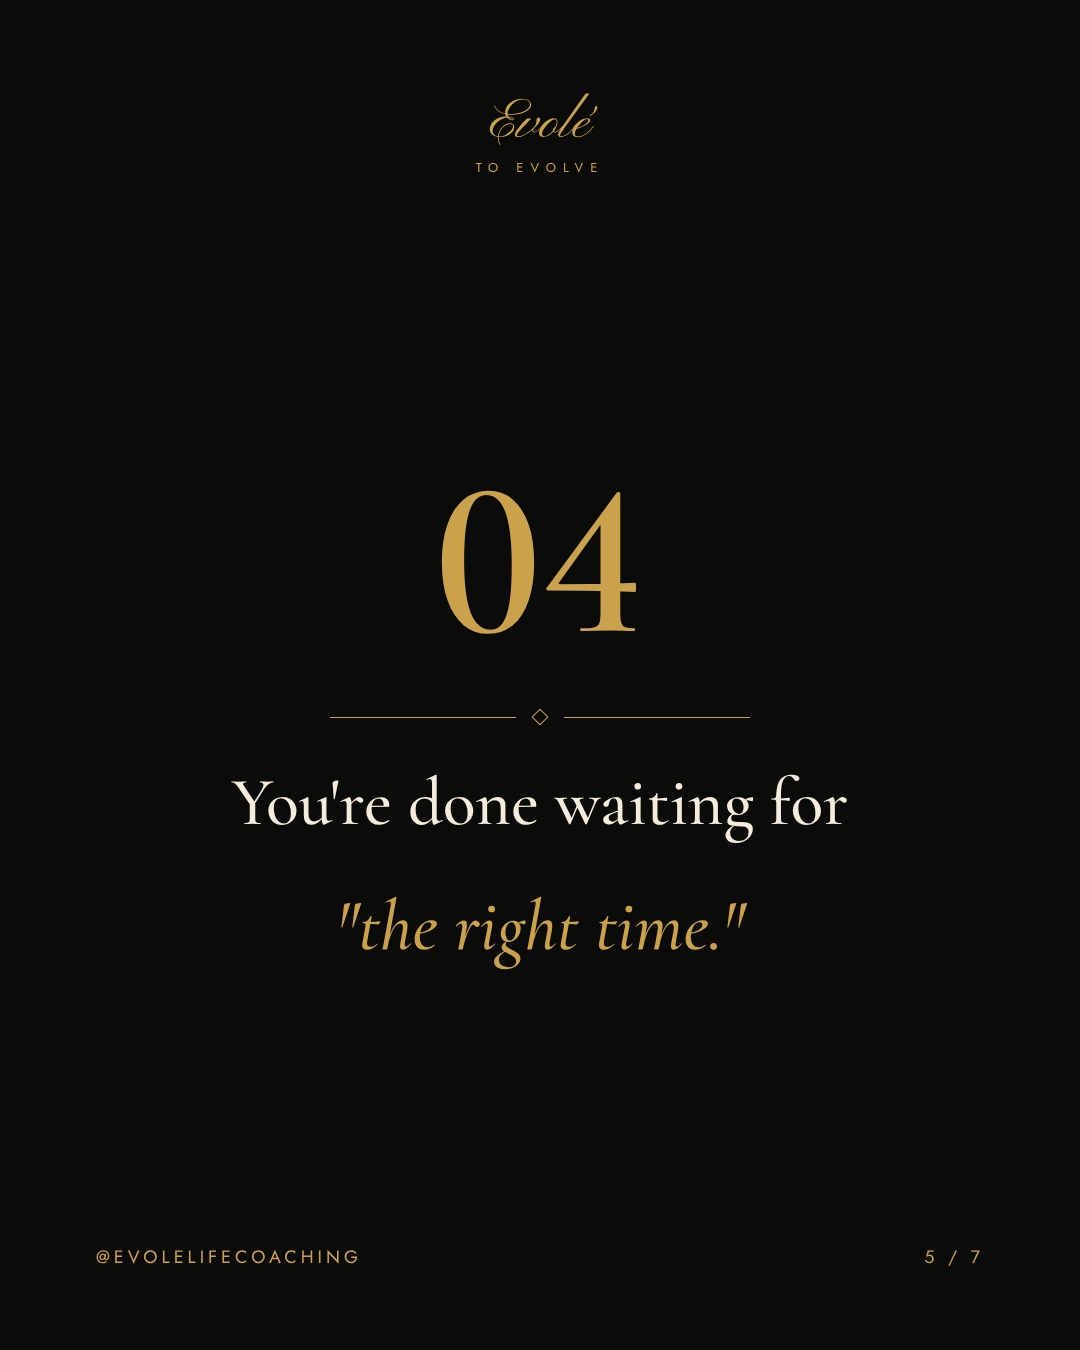 Evolé
TO EVOLVE
04
You're done waiting for
"the right time."
@EVOLELIFECOACHING
5 / 7